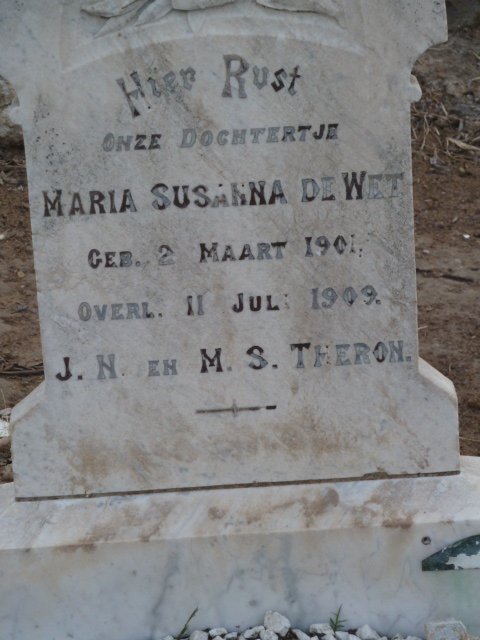 Hier Rust
ONZE DOCHTERTJE
MARIA SUSANNA DE WET
GEB. 2 MAART 1901.
OVERL. 11 JULI 1909.
J. N. EN M. S. THERON.